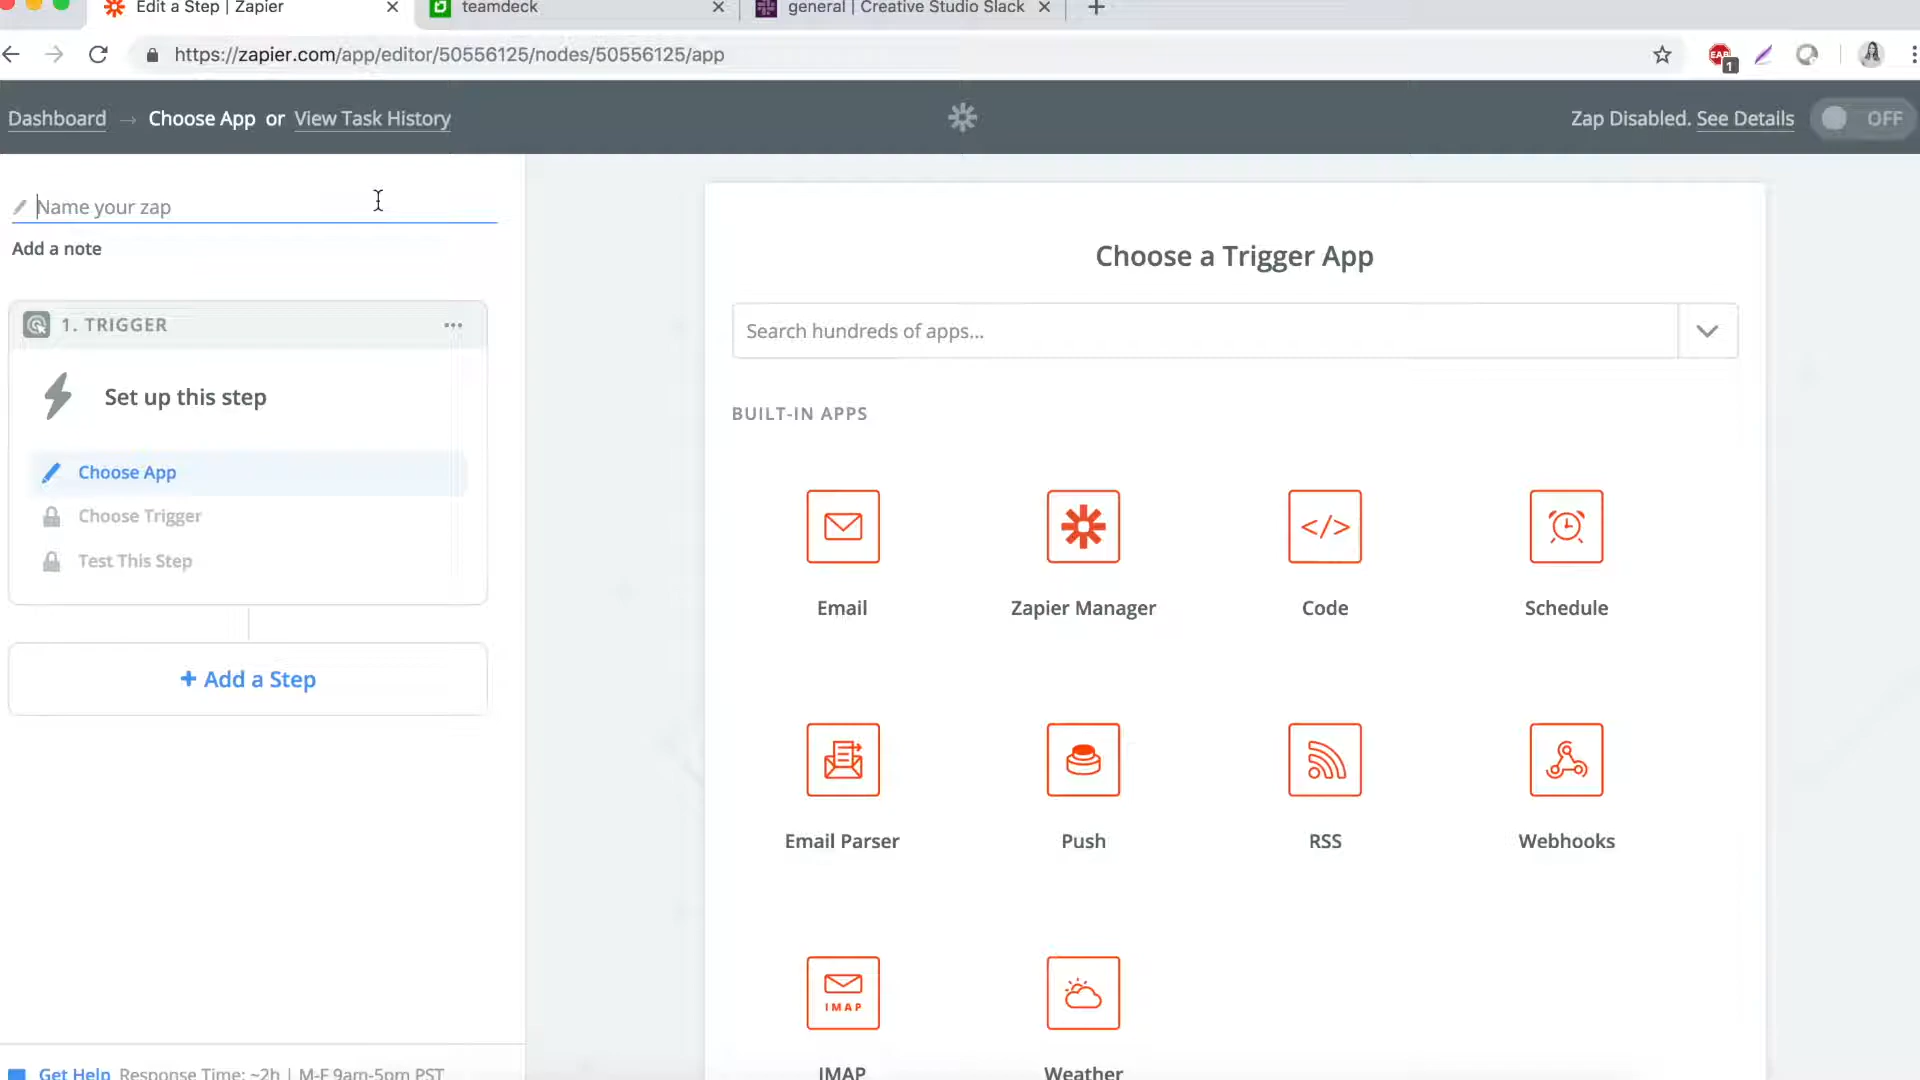 Edit a Step | Zapier
teamdeck
general | Creative Studio Slack
https://zapier.com/app/editor/50556125/nodes/50556125/app
EAB
1
Dashboard → Choose App or View Task History
Zap Disabled. See Details
OFF
Name your zap
Add a note
1. TRIGGER
Set up this step
Choose App
Choose Trigger
Test This Step
+ Add a Step
Get Help Response Time: ~2h | M-F 9am-5pm PST
Choose a Trigger App
Search hundreds of apps...
BUILT-IN APPS
</>
Email
Zapier Manager
Code
Schedule
Email Parser
Push
RSS
Webhooks
IMAP
IMAP
Weather